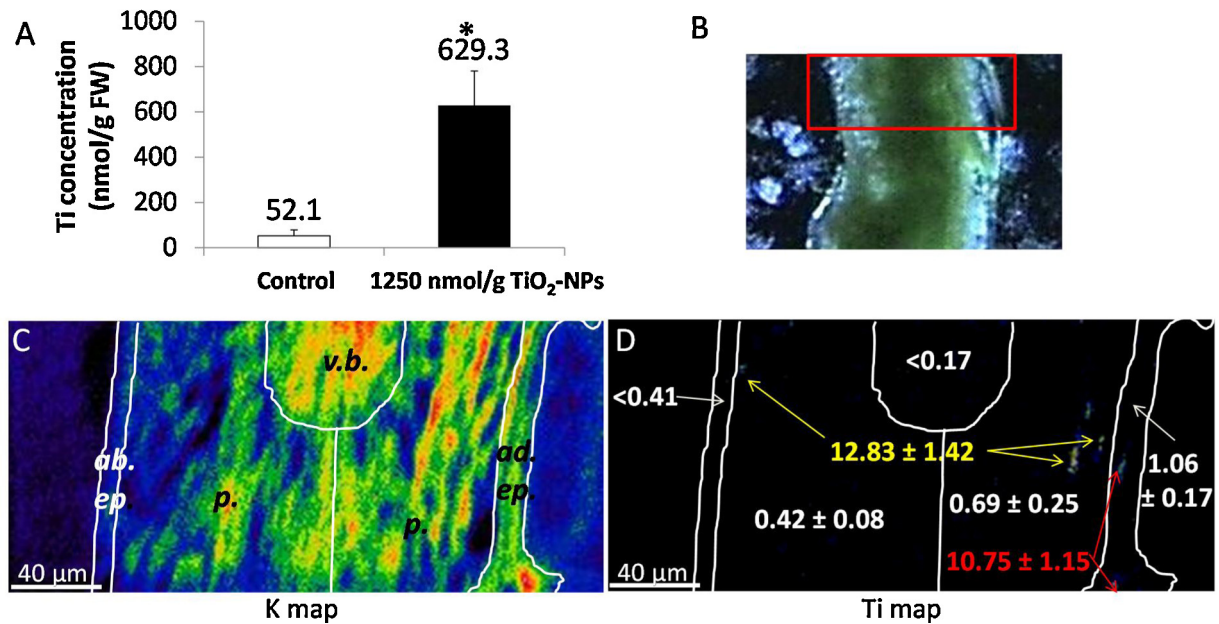 A
Ti concentration
(nmol/g FW)
1000
800
600
400
200
0
52.1
*
629.3
Control
1250 nmol/g TiO₂-NPs
B
C
v.b.
ab.
ep.
p.
p.
ad.
ep.
40 µm
K map
D
<0.17
<0.41
12.83 ± 1.42
1.06
± 0.17
0.42 ± 0.08
0.69 ± 0.25
10.75 ± 1.15
40 µm
Ti map